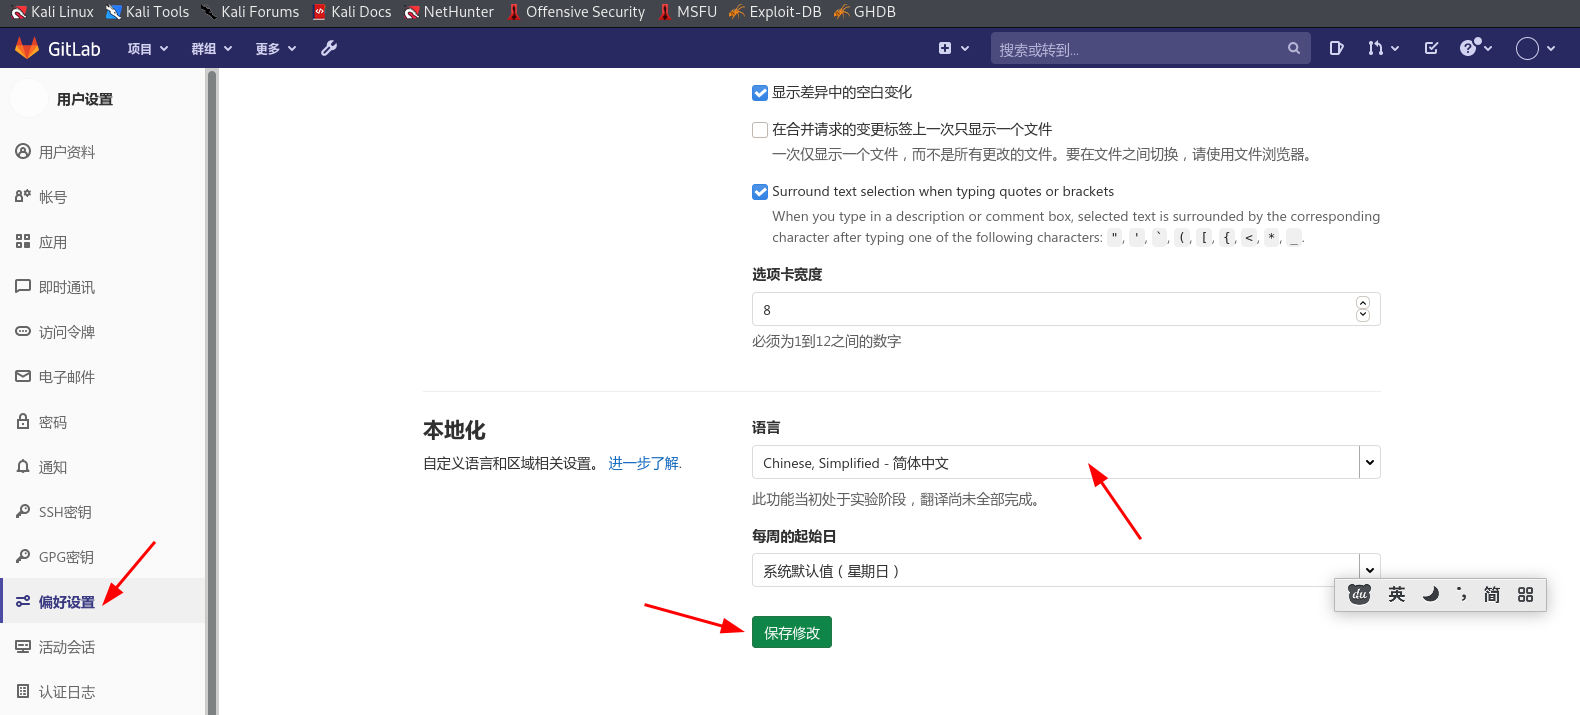 Kali Linux Kali Tools Kali Forums Kali Docs NetHunter Offensive Security MSFU Exploit-DB GHDB
GitLab 项目 群组 更多 搜索或转到...
用户设置
用户资料
帐号
应用
即时通讯
访问令牌
电子邮件
密码
通知
SSH密钥
GPG密钥
偏好设置
活动会话
认证日志
显示差异中的空白变化
在合并请求的变更标签上一次只显示一个文件
一次仅显示一个文件，而不是所有更改的文件。要在文件之间切换，请使用文件浏览器。
Surround text selection when typing quotes or brackets
When you type in a description or comment box, selected text is surrounded by the corresponding
character after typing one of the following characters: ", ', `, (, [, {, <, *, _.
选项卡宽度
8
必须为1到12之间的数字
本地化
自定义语言和区域相关设置。 进一步了解.
语言
Chinese, Simplified - 简体中文
此功能当初处于实验阶段，翻译尚未全部完成。
每周的起始日
系统默认值（星期日）
保存修改
du 英 简